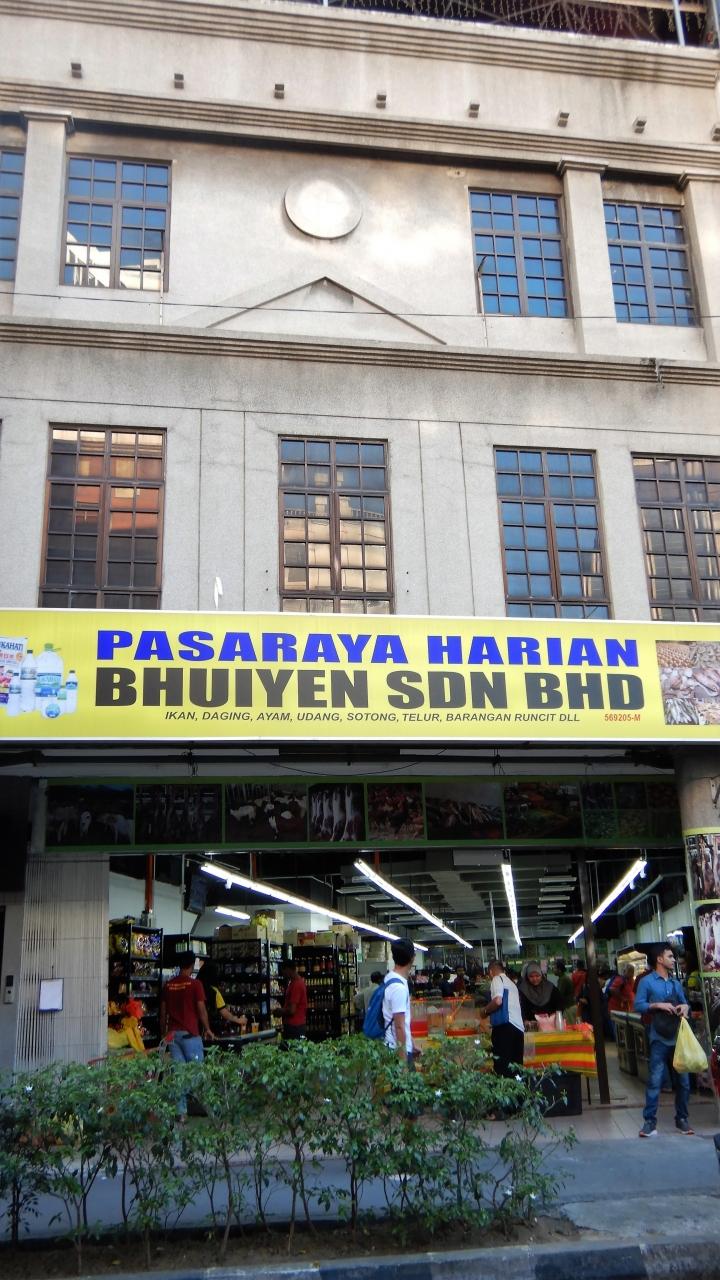 PASARAYA HARIAN
BHUIYEN SDN BHD
IKAN, DAGING, AYAM, UDANG, SOTONG, TELUR, BARANGAN RUNCIT DLL
569205-M